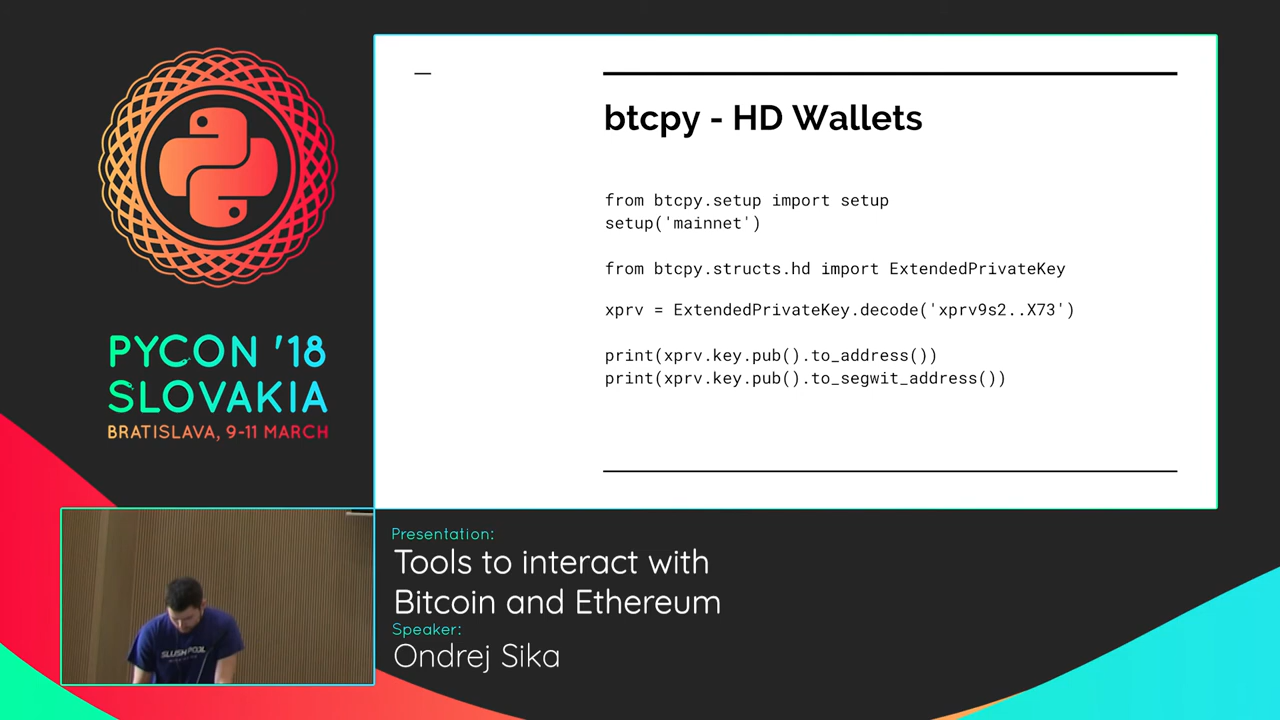 PYCON '18
SLOVAKIA
BRATISLAVA, 9-11 MARCH
btcpy - HD Wallets
from btcpy.setup import setup
setup('mainnet')
from btcpy.structs.hd import ExtendedPrivateKey
xprv = ExtendedPrivateKey.decode('xprv9s2..X73')
print(xprv.key.pub().to_address())
print(xprv.key.pub().to_segwit_address())
SLUSH POOL
Presentation:
Tools to interact with
Bitcoin and Ethereum
Speaker:
Ondrej Sika